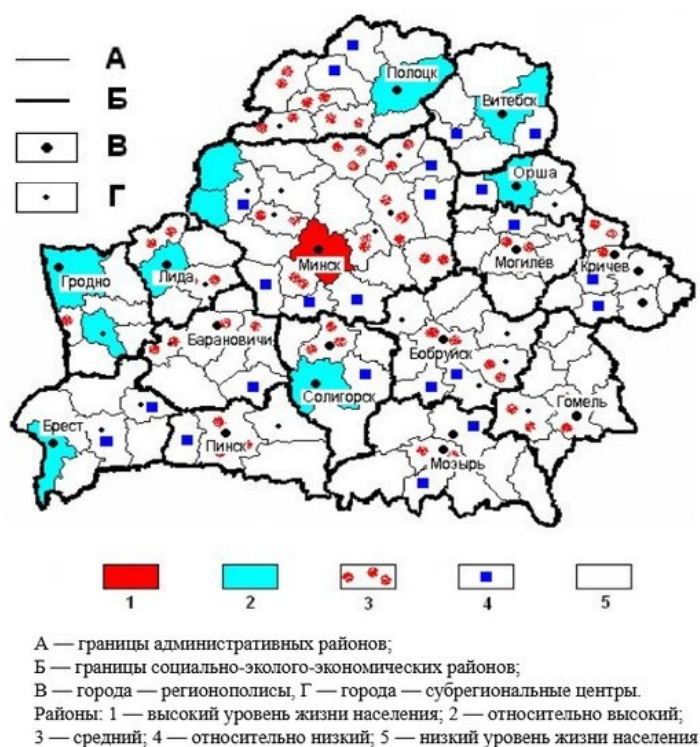 А
Б
В
Г
Полоцк
Витебск
Орша
Минск
Могилёв
Кричев
Гродно
Лида
Барановичи
Бобруйск
Солигорск
Гомель
Брест
Пинск
Мозырь
1 2 3 4 5
А — границы административных районов;
Б — границы социально-эколого-экономических районов;
В — города — регионополисы, Г — города — субрегиональные центры.
Районы: 1 — высокий уровень жизни населения; 2 — относительно высокий;
3 — средний; 4 — относительно низкий; 5 — низкий уровень жизни населения